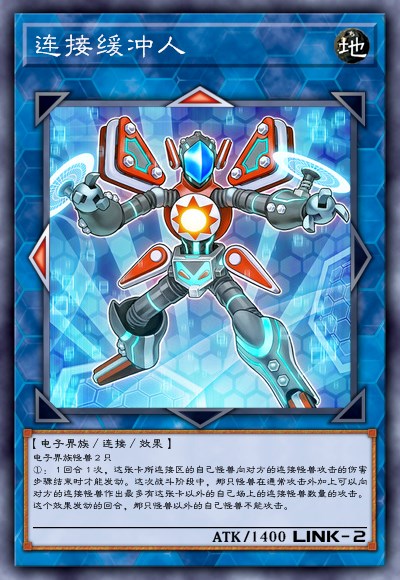 连接缓冲人
地
【电子界族／连接／效果】
电子界族怪兽２只
①：１回合１次，这张卡所连接区的自己怪兽向对方的连接怪兽攻击的伤害
步骤结束时才能发动。这次战斗阶段中，那只怪兽在通常攻击外加上可以向
对方的连接怪兽作出最多有这张卡以外的自己场上的连接怪兽数量的攻击。
这个效果发动的回合，那只怪兽以外的自己怪兽不能攻击。
ATK/1400 LINK-2